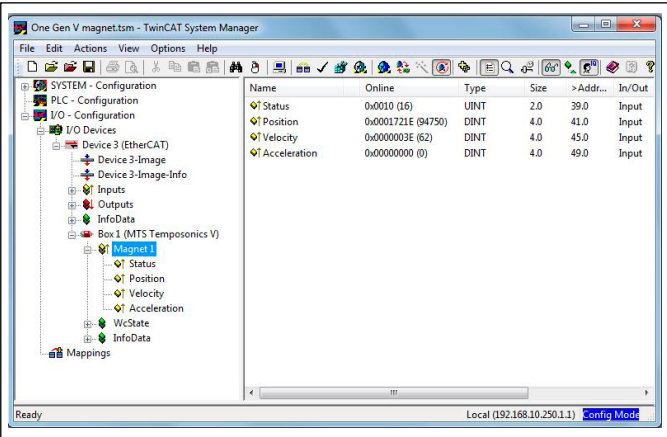 One Gen V magnet.tsm - TwinCAT System Manager
File Edit Actions View Options Help
SYSTEM - Configuration
PLC - Configuration
I/O - Configuration
I/O Devices
Device 3 (EtherCAT)
Device 3-Image
Device 3-Image-Info
Inputs
Outputs
InfoData
Box 1 (MTS Temposonics V)
Magnet 1
Status
Position
Velocity
Acceleration
WcState
InfoData
Mappings
Name Online Type Size >Addr... In/Out
Status 0x0010 (16) UINT 2.0 39.0 Input
Position 0x0001721E (94750) DINT 4.0 41.0 Input
Velocity 0x0000003E (62) DINT 4.0 45.0 Input
Acceleration 0x00000000 (0) DINT 4.0 49.0 Input
Ready Local (192.168.10.250.1.1) Config Mode